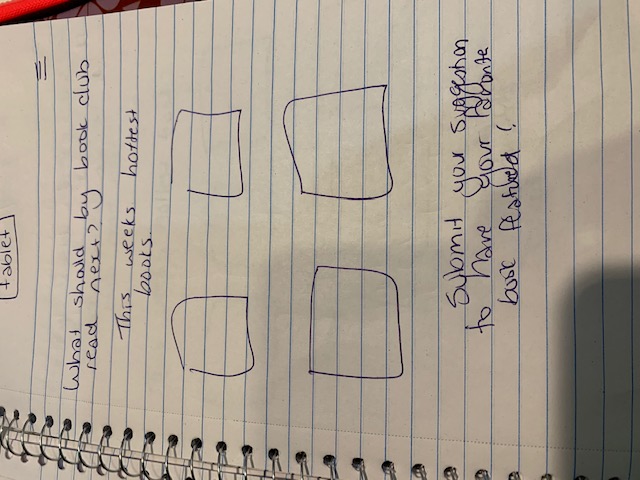 tablet
What should by book club
read next?
This weeks hottest
books.
Submit your suggestion
to have your favorite
book featured!